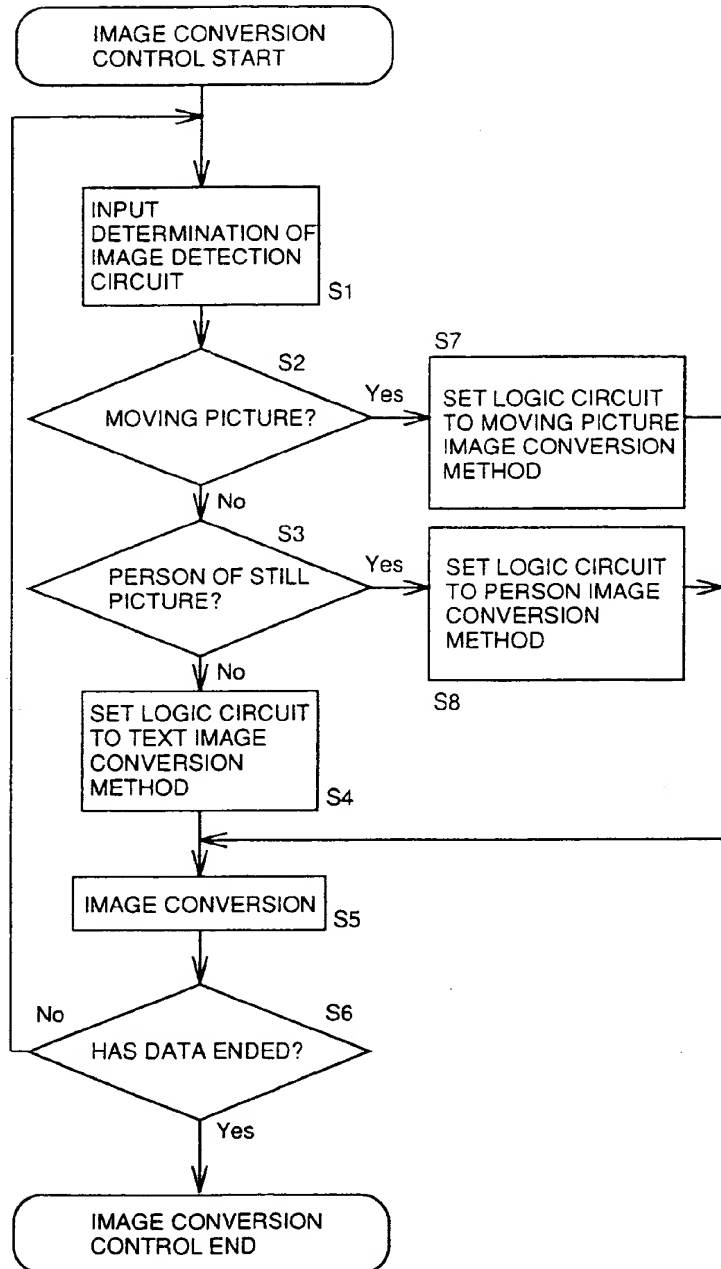 IMAGE CONVERSION
CONTROL START
INPUT
DETERMINATION OF
IMAGE DETECTION
CIRCUIT
S1
S2
MOVING PICTURE?
Yes
S7
SET LOGIC CIRCUIT
TO MOVING PICTURE
IMAGE CONVERSION
METHOD
No
S3
PERSON OF STILL
PICTURE?
Yes
SET LOGIC CIRCUIT
TO PERSON IMAGE
CONVERSION
METHOD
S8
No
SET LOGIC CIRCUIT
TO TEXT IMAGE
CONVERSION
METHOD
S4
IMAGE CONVERSION
S5
No
S6
HAS DATA ENDED?
Yes
IMAGE CONVERSION
CONTROL END